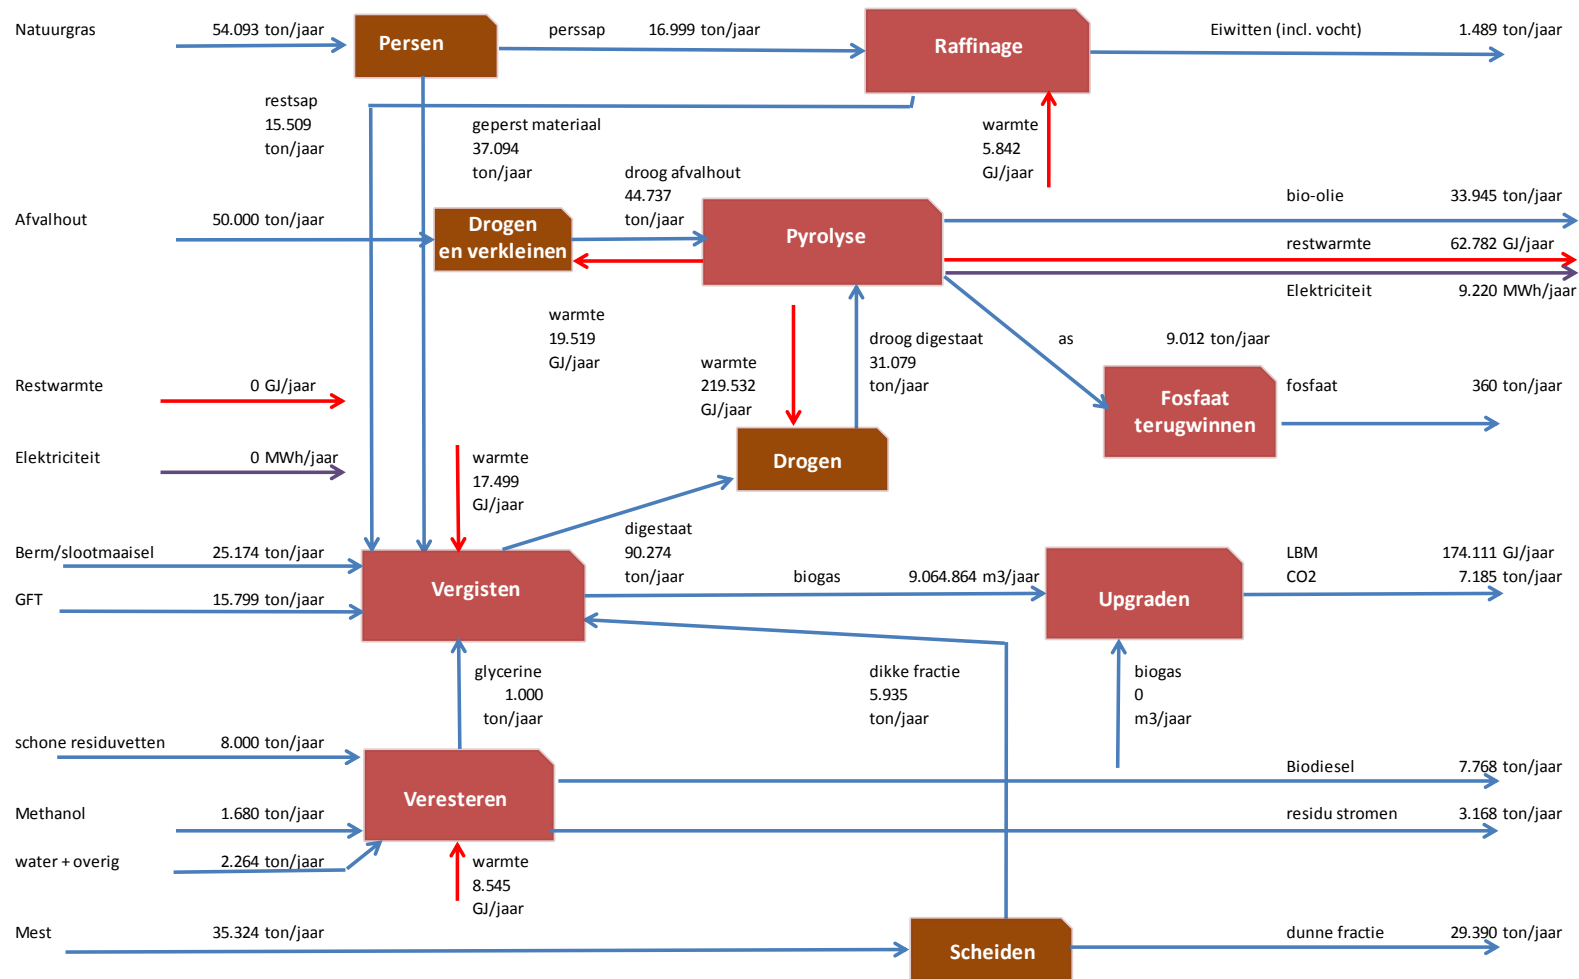 Natuurgras 54.093 ton/jaar
Persen
perssap 16.999 ton/jaar
Raffinage
Eiwitten (incl. vocht) 1.489 ton/jaar
restsap
15.509
ton/jaar
geperst materiaal
37.094
ton/jaar
warmte
5.842
GJ/jaar
droog afvalhout
44.737
ton/jaar
Afvalhout 50.000 ton/jaar
Drogen
en verkleinen
Pyrolyse
bio-olie 33.945 ton/jaar
restwarmte 62.782 GJ/jaar
Elektriciteit 9.220 MWh/jaar
warmte
19.519
GJ/jaar
warmte
219.532
GJ/jaar
droog digestaat
31.079
ton/jaar
as 9.012 ton/jaar
Restwarmte 0 GJ/jaar
Fosfaat
terugwinnen
fosfaat 360 ton/jaar
Elektriciteit 0 MWh/jaar
warmte
17.499
GJ/jaar
Drogen
digestaat
90.274
ton/jaar
Berm/slootmaaisel 25.174 ton/jaar
GFT 15.799 ton/jaar
Vergisten
biogas 9.064.864 m3/jaar
Upgraden
LBM 174.111 GJ/jaar
CO2 7.185 ton/jaar
glycerine
1.000
ton/jaar
dikke fractie
5.935
ton/jaar
biogas
0
m3/jaar
schone residuvetten 8.000 ton/jaar
Methanol 1.680 ton/jaar
water + overig 2.264 ton/jaar
Veresteren
Biodiesel 7.768 ton/jaar
residu stromen 3.168 ton/jaar
warmte
8.545
GJ/jaar
Mest 35.324 ton/jaar
Scheiden
dunne fractie 29.390 ton/jaar